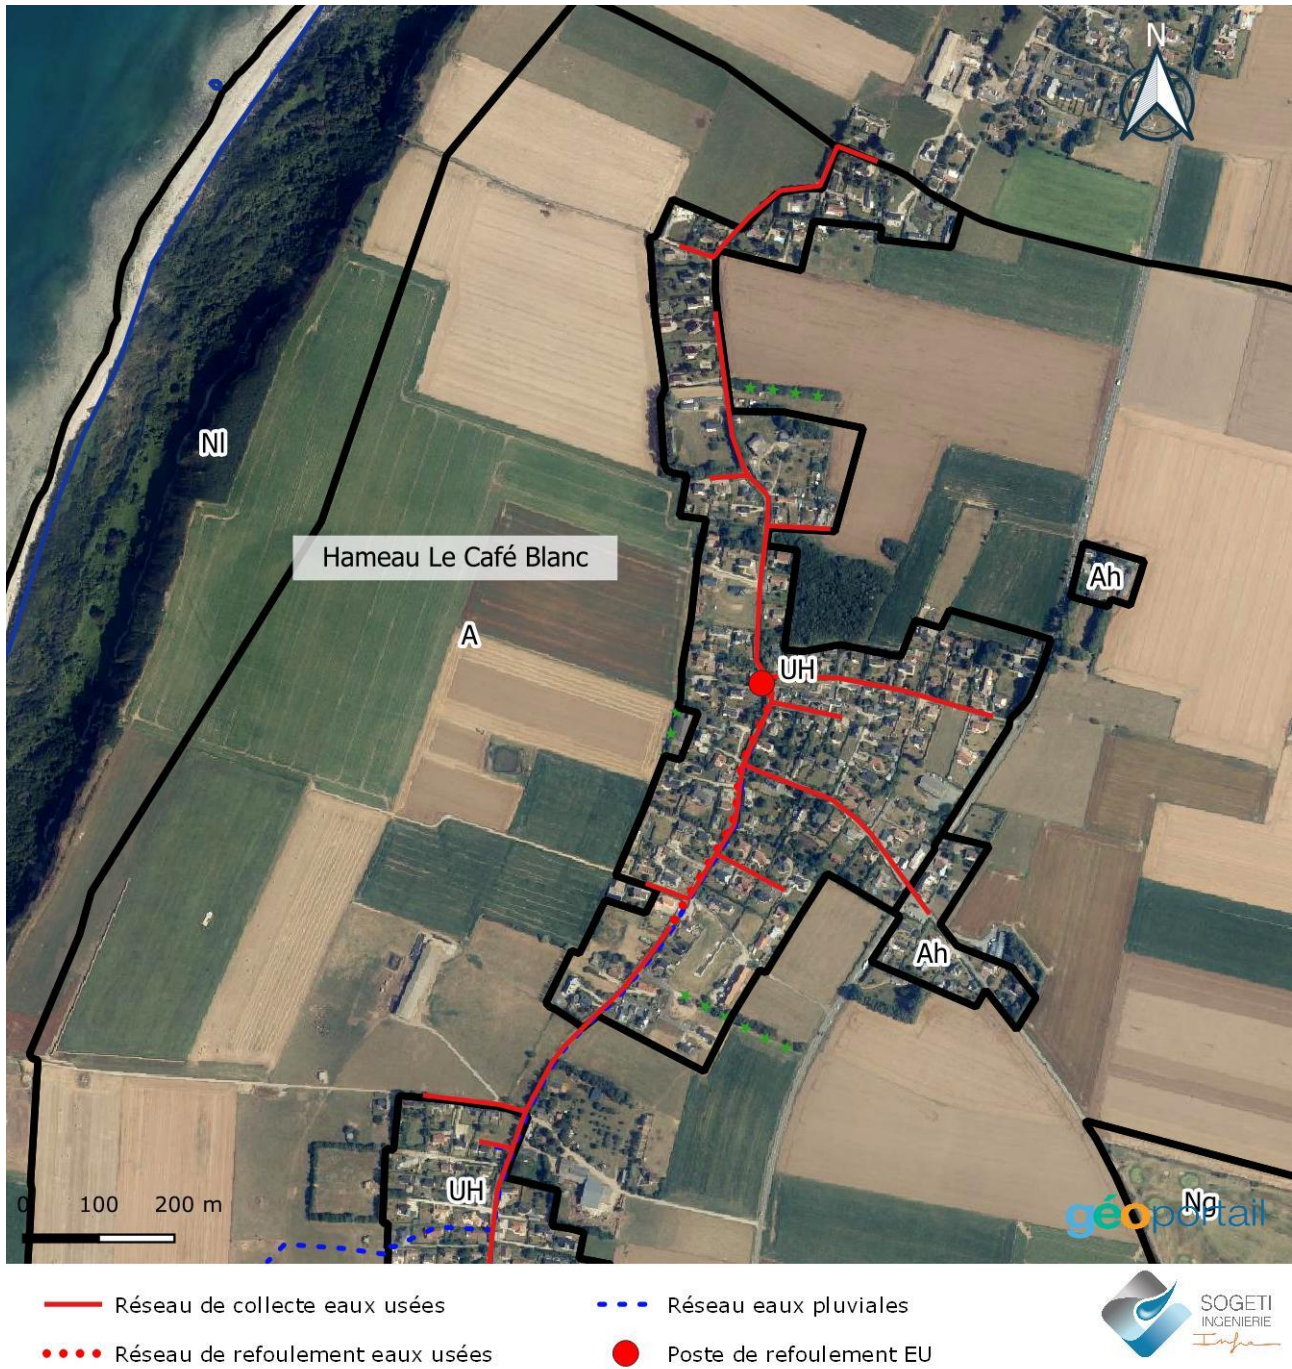 N
Nl
Hameau Le Café Blanc
A
Ah
UH
Ah
UH
0 100 200 m
Ng
géoportail
Réseau de collecte eaux usées
Réseau eaux pluviales
Réseau de refoulement eaux usées
Poste de refoulement EU
SOGETI
INGENIERIE
Infra